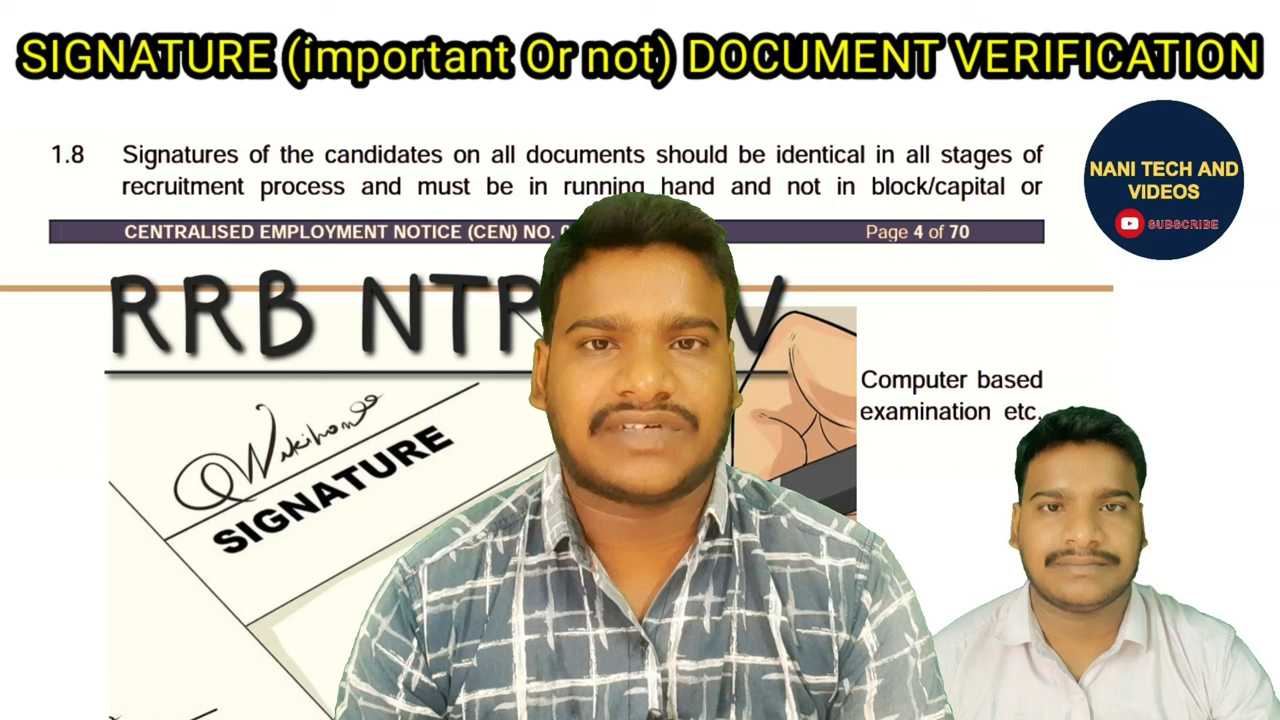 SIGNATURE (important Or not) DOCUMENT VERIFICATION
1.8 Signatures of the candidates on all documents should be identical in all stages of
recruitment process and must be in running hand and not in block/capital or
NANI TECH AND
VIDEOS
SUBSCRIBE
CENTRALISED EMPLOYMENT NOTICE (CEN) NO. Page 4 of 70
RRB
Computer based
examination etc.
Wikihow
SIGNATURE